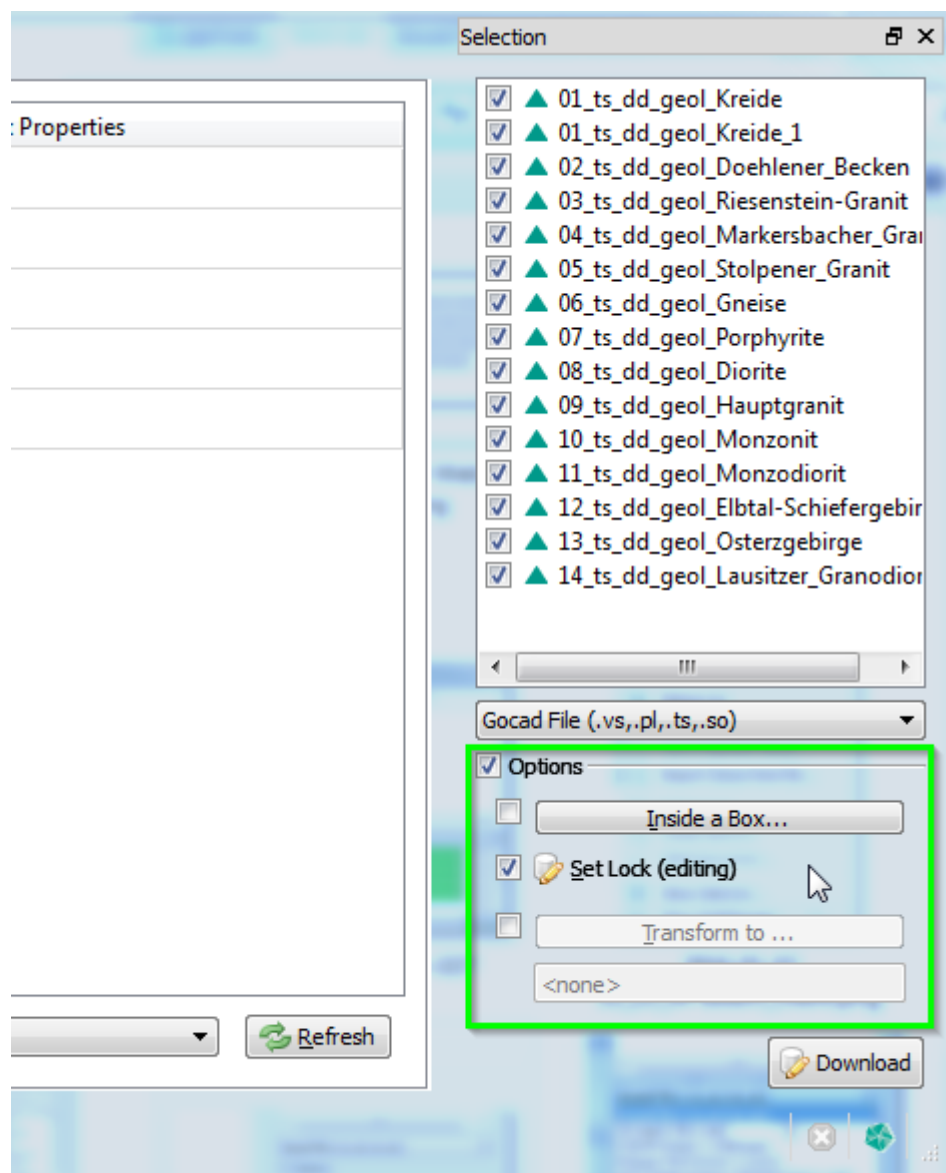 Selection
: Properties
01_ts_dd_geol_Kreide
01_ts_dd_geol_Kreide_1
02_ts_dd_geol_Doehlener_Becken
03_ts_dd_geol_Riesenstein-Granit
04_ts_dd_geol_Markersbacher_Gra
05_ts_dd_geol_Stolpener_Granit
06_ts_dd_geol_Gneise
07_ts_dd_geol_Porphyrite
08_ts_dd_geol_Diorite
09_ts_dd_geol_Hauptgranit
10_ts_dd_geol_Monzonit
11_ts_dd_geol_Monzodiorit
12_ts_dd_geol_Elbtal-Schiefergebir
13_ts_dd_geol_Osterzgebirge
14_ts_dd_geol_Lausitzer_Granodior
Gocad File (.vs,.pl,.ts,.so)
Options
Inside a Box...
Set Lock (editing)
Transform to ...
<none>
Refresh
Download